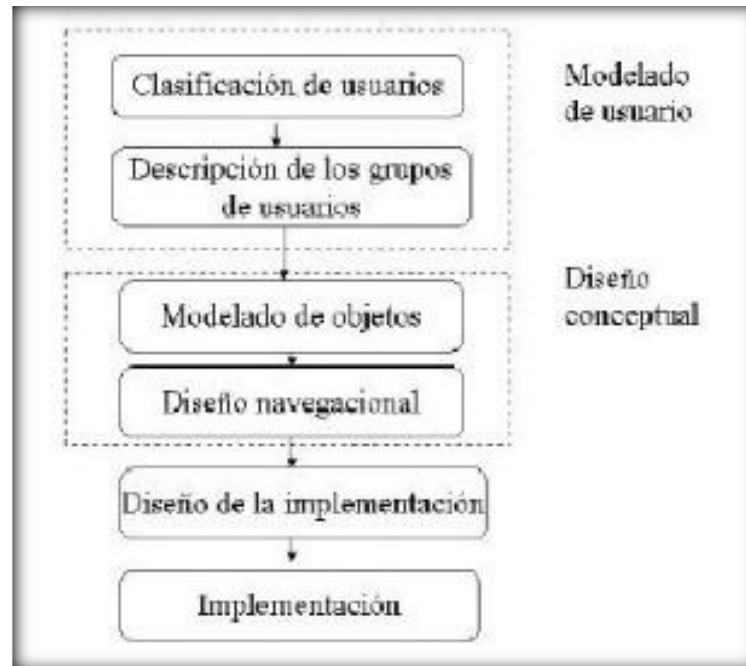 Clasificación de usuarios
Modelado
de usuario
Descripción de los grupos
de usuarios
Diseño
conceptual
Modelado de objetos
Diseño navegacional
Diseño de la implementación
Implementación